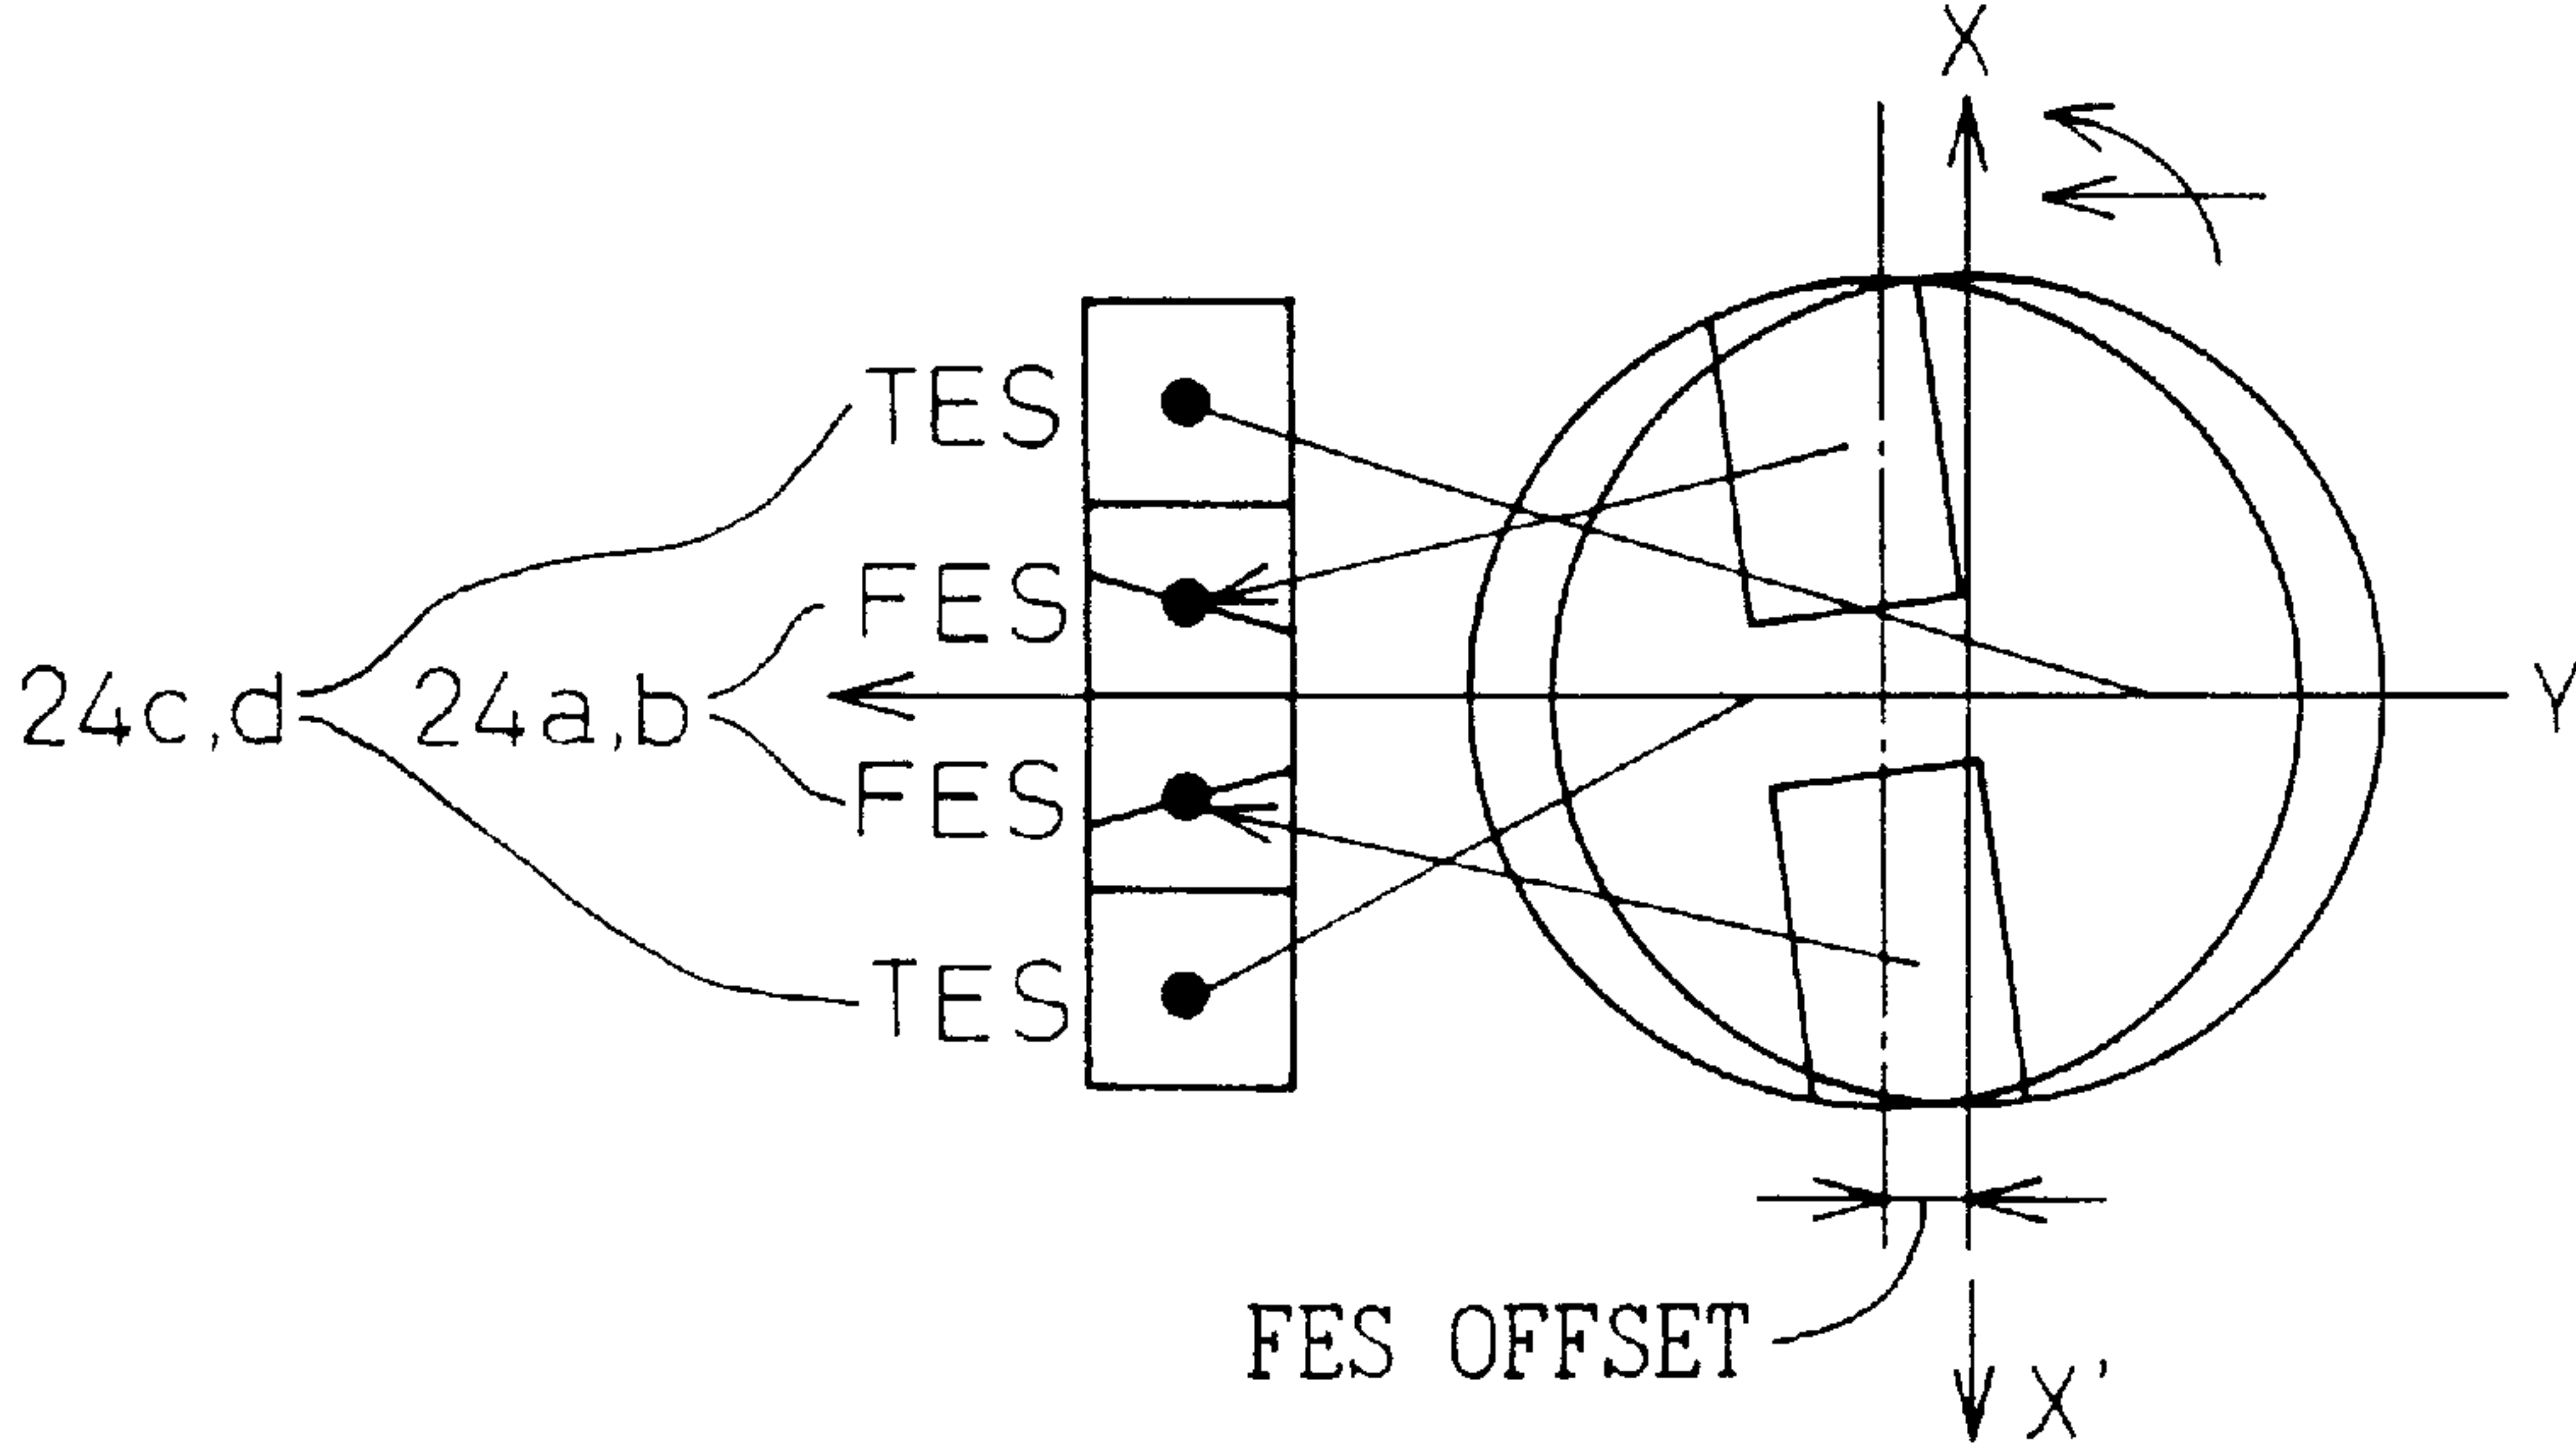 X
TES
FES
24c,d
24a,b
Y
FES
TES
FES OFFSET
X'